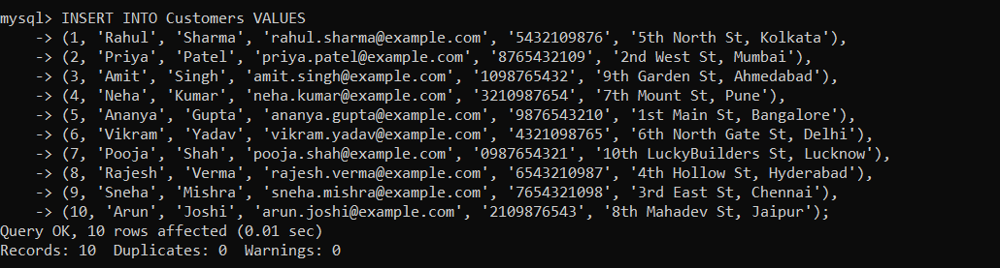 mysql> INSERT INTO Customers VALUES
-> (1, 'Rahul', 'Sharma', 'rahul.sharma@example.com', '5432109876', '5th North St, Kolkata'),
-> (2, 'Priya', 'Patel', 'priya.patel@example.com', '8765432109', '2nd West St, Mumbai'),
-> (3, 'Amit', 'Singh', 'amit.singh@example.com', '1098765432', '9th Garden St, Ahmedabad'),
-> (4, 'Neha', 'Kumar', 'neha.kumar@example.com', '3210987654', '7th Mount St, Pune'),
-> (5, 'Ananya', 'Gupta', 'ananya.gupta@example.com', '9876543210', '1st Main St, Bangalore'),
-> (6, 'Vikram', 'Yadav', 'vikram.yadav@example.com', '4321098765', '6th North Gate St, Delhi'),
-> (7, 'Pooja', 'Shah', 'pooja.shah@example.com', '0987654321', '10th LuckyBuilders St, Lucknow'),
-> (8, 'Rajesh', 'Verma', 'rajesh.verma@example.com', '6543210987', '4th Hollow St, Hyderabad'),
-> (9, 'Sneha', 'Mishra', 'sneha.mishra@example.com', '7654321098', '3rd East St, Chennai'),
-> (10, 'Arun', 'Joshi', 'arun.joshi@example.com', '2109876543', '8th Mahadev St, Jaipur');
Query OK, 10 rows affected (0.01 sec)
Records: 10  Duplicates: 0  Warnings: 0